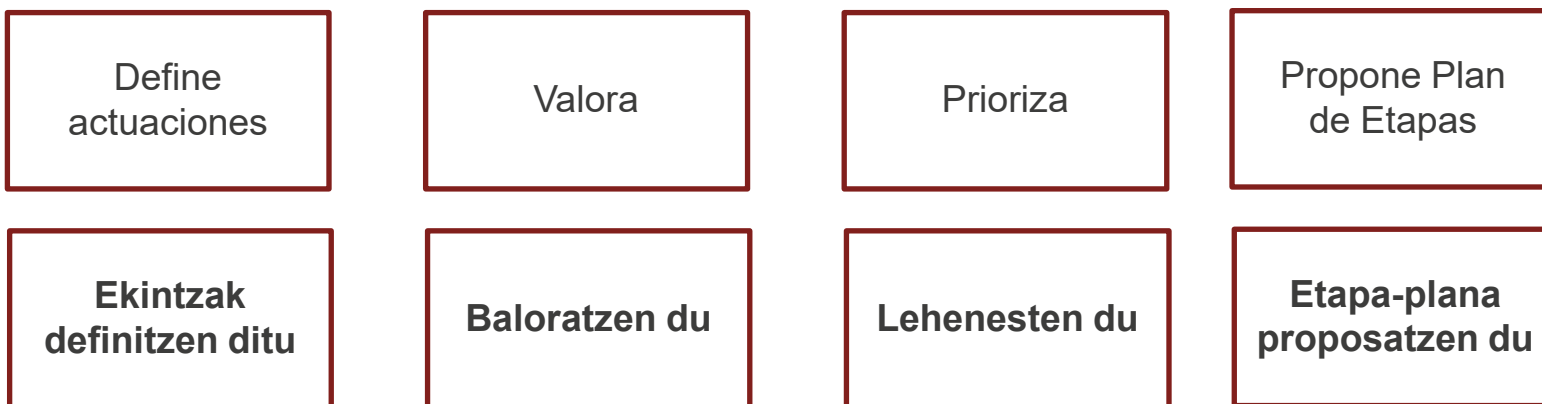 Define
actuaciones
Valora
Prioriza
Propone Plan
de Etapas
Ekintzak
definitzen ditu
Baloratzen du
Lehenesten du
Etapa-plana
proposatzen du